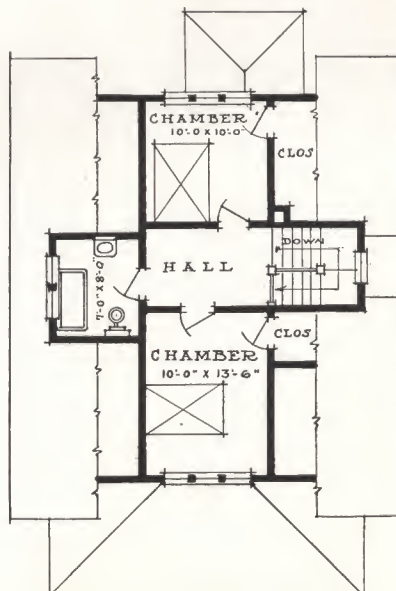 CHAMBER
10'-0 X 10'-0"
CLOS
DOWN
HALL
7'-0" X 8'-0"
CHAMBER
10'-0" X 13'-6"
CLOS